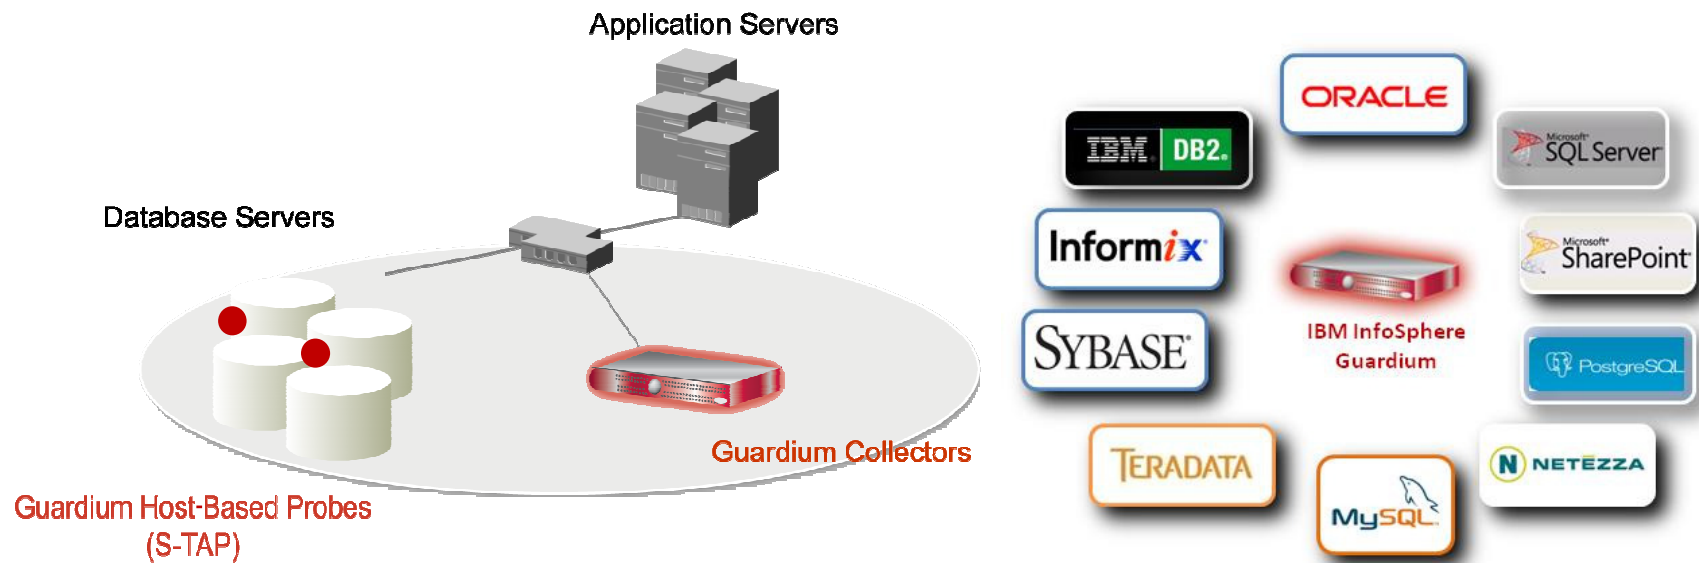 Application Servers
Database Servers
Guardium Collectors
Guardium Host-Based Probes
(S-TAP)
ORACLE
IBM DB2
Microsoft
SQL Server
Informix
Microsoft
SharePoint
IBM InfoSphere
Guardium
SYBASE
PostgreSQL
TERADATA
N NETĒZZA
MySQL